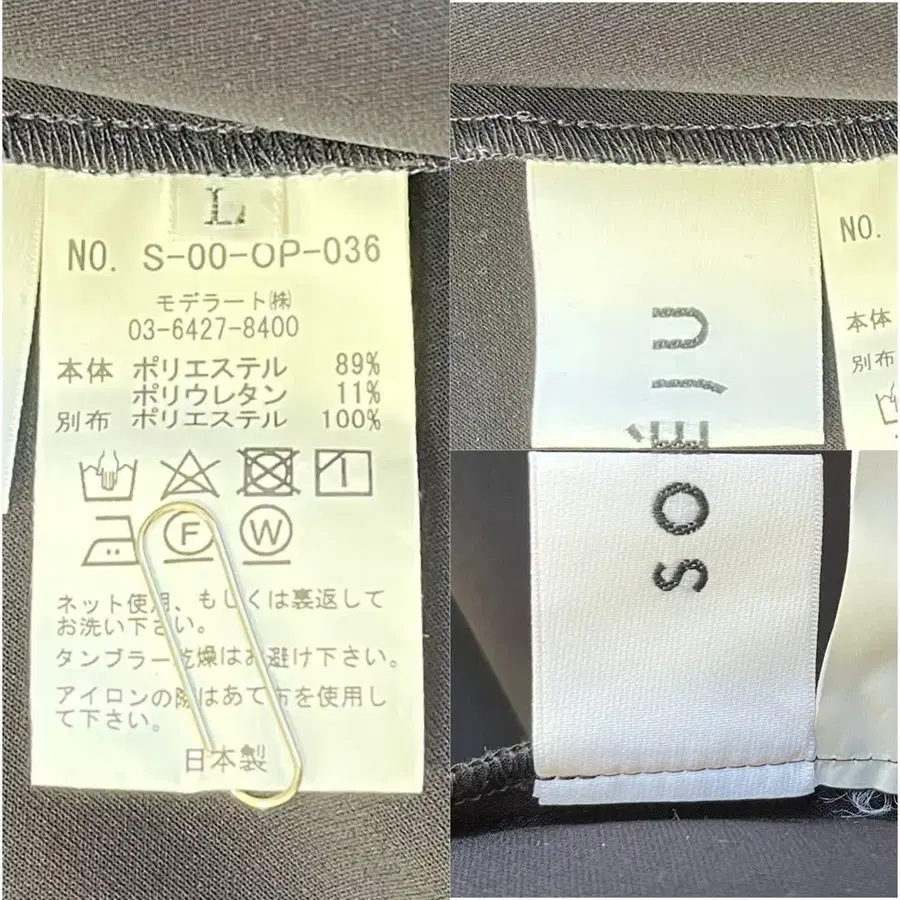 L
NO. S-00-OP-036
モデラート㈱
03-6427-8400
本体 ポリエステル 89%
ポリウレタン 11%
別布 ポリエステル 100%
F W
ネット使用、もしくは裏返して
お洗い下さい。
タンブラー乾燥はお避け下さい。
アイロンの際はあて布を使用し
て下さい。
日本製
SOÉJU
NO.
本体
別布